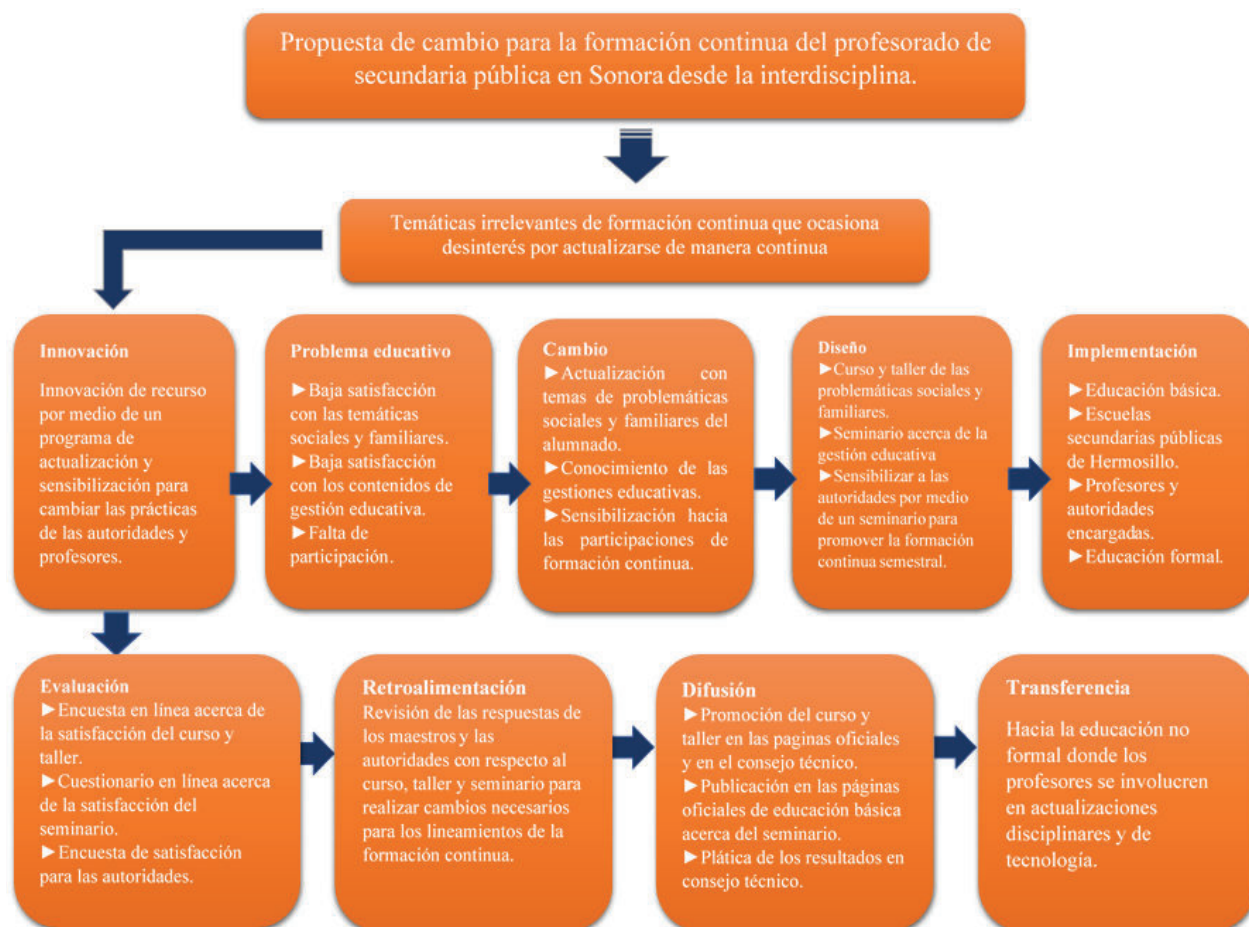 Propuesta de cambio para la formación continua del profesorado de
secundaria pública en Sonora desde la interdisciplina.
Temáticas irrelevantes de formación continua que ocasiona
desinterés por actualizarse de manera continua
Innovación
Innovación de recurso
por medio de un
programa de
actualización y
sensibilización para
cambiar las prácticas
de las autoridades y
profesores.
Problema educativo
►Baja satisfacción
con las temáticas
sociales y familiares.
►Baja satisfacción
con los contenidos de
gestión educativa.
►Falta de
participación.
Cambio
►Actualización con
temas de problemáticas
sociales y familiares del
alumnado.
►Conocimiento de las
gestiones educativas.
►Sensibilización hacia
las participaciones de
formación continua.
Diseño
►Curso y taller de las
problemáticas sociales y
familiares.
►Seminario acerca de la
gestión educativa
►Sensibilizar a las
autoridades por medio
de un seminario para
promover la formación
continua semestral.
Implementación
►Educación básica.
►Escuelas
secundarias públicas
de Hermosillo.
►Profesores y
autoridades
encargadas.
►Educación formal.
Evaluación
►Encuesta en línea acerca de
la satisfacción del curso y
taller.
►Cuestionario en línea acerca
de la satisfacción del
seminario.
►Encuesta de satisfacción
para las autoridades.
Retroalimentación
Revisión de las respuestas de
los maestros y las
autoridades con respecto al
curso, taller y seminario para
realizar cambios necesarios
para los lineamientos de la
formación continua.
Difusión
►Promoción del curso y
taller en las paginas oficiales
y en el consejo técnico.
►Publicación en las páginas
oficiales de educación básica
acerca del seminario.
►Plática de los resultados en
consejo técnico.
Transferencia
Hacia la educación no
formal donde los
profesores se involucren
en actualizaciones
disciplinares y de
tecnología.